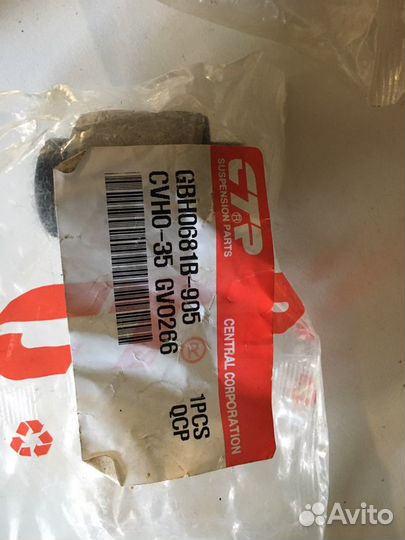 CTR®
SUSPENSION PARTS
CENTRAL CORPORATION
GBH0681B-905
CVHO-35 GV0266
®
1PCS
QCP
Avito